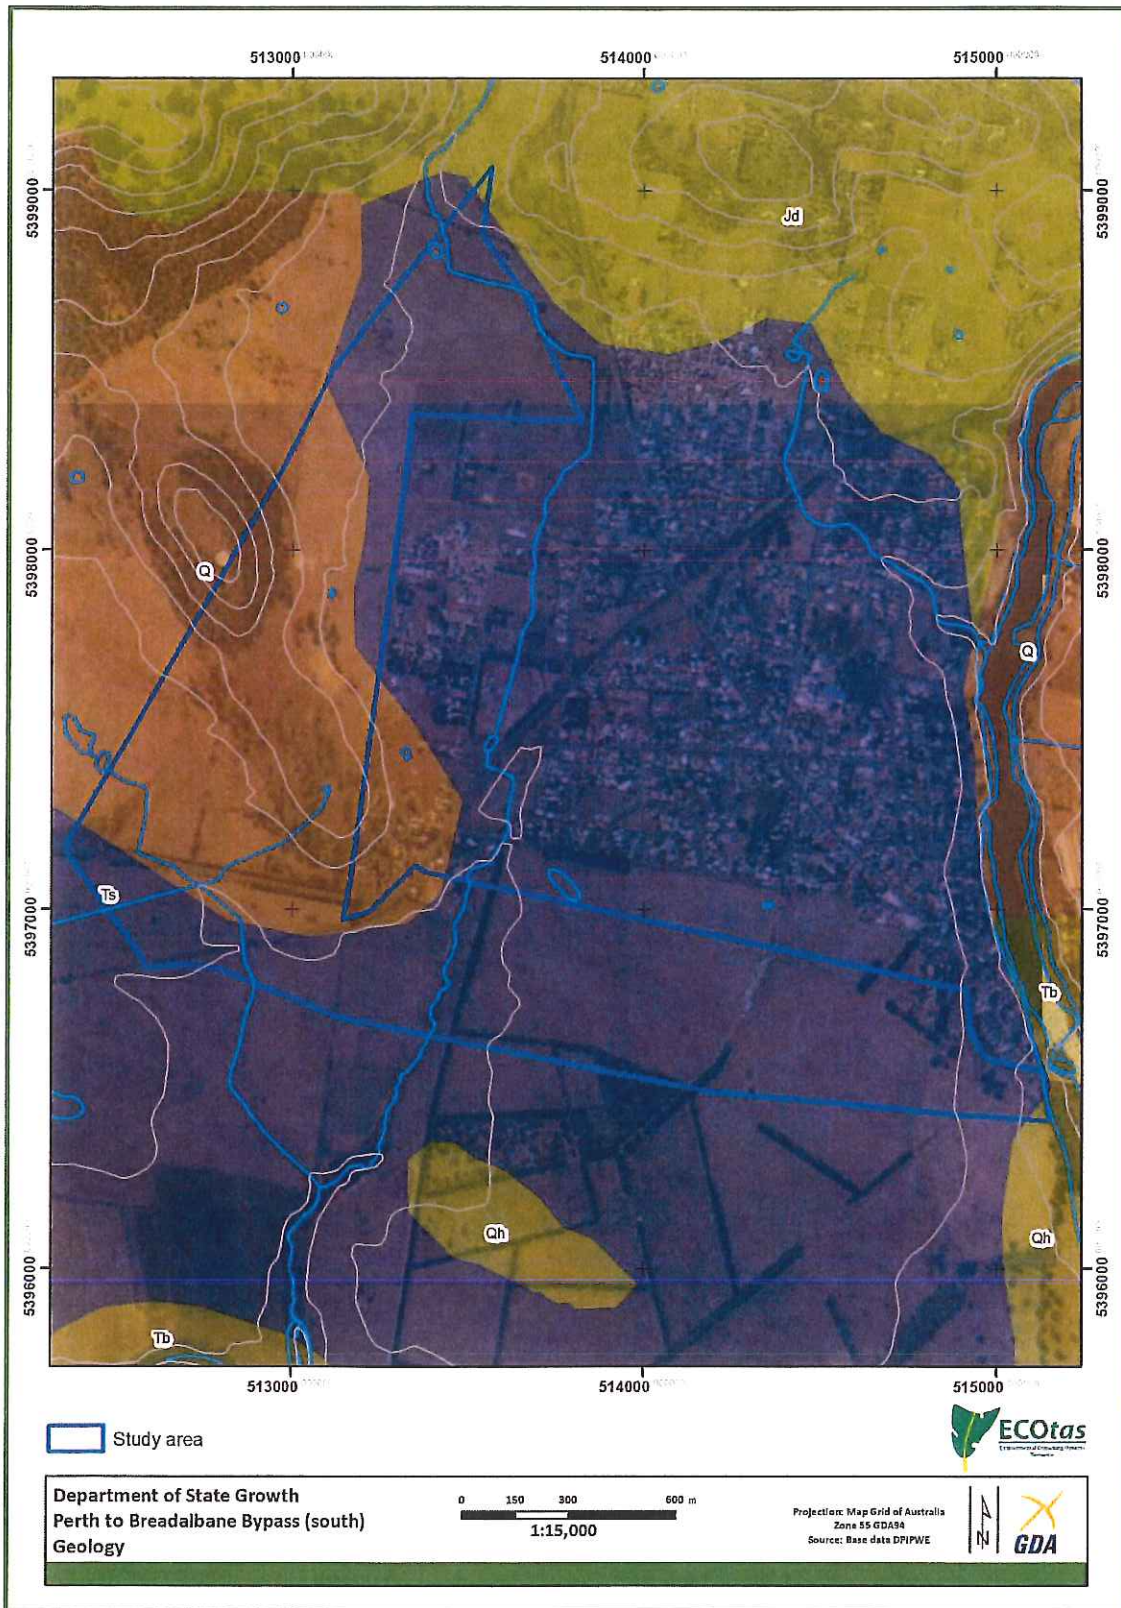 513000 514000 515000
5399000 5399000
Jd
5398000 5398000
Q
Q
Ts
5397000 5397000
Tb
Qh
Qh
5396000 5396000
Tb
513000 514000 515000
Study area
ECOtas
Department of State Growth
Perth to Breadalbane Bypass (south)
Geology
0 150 300 600 m
1:15,000
Projection: Map Grid of Australia
Zone 55 GDA94
Source: Base data DPIPWE
N
GDA